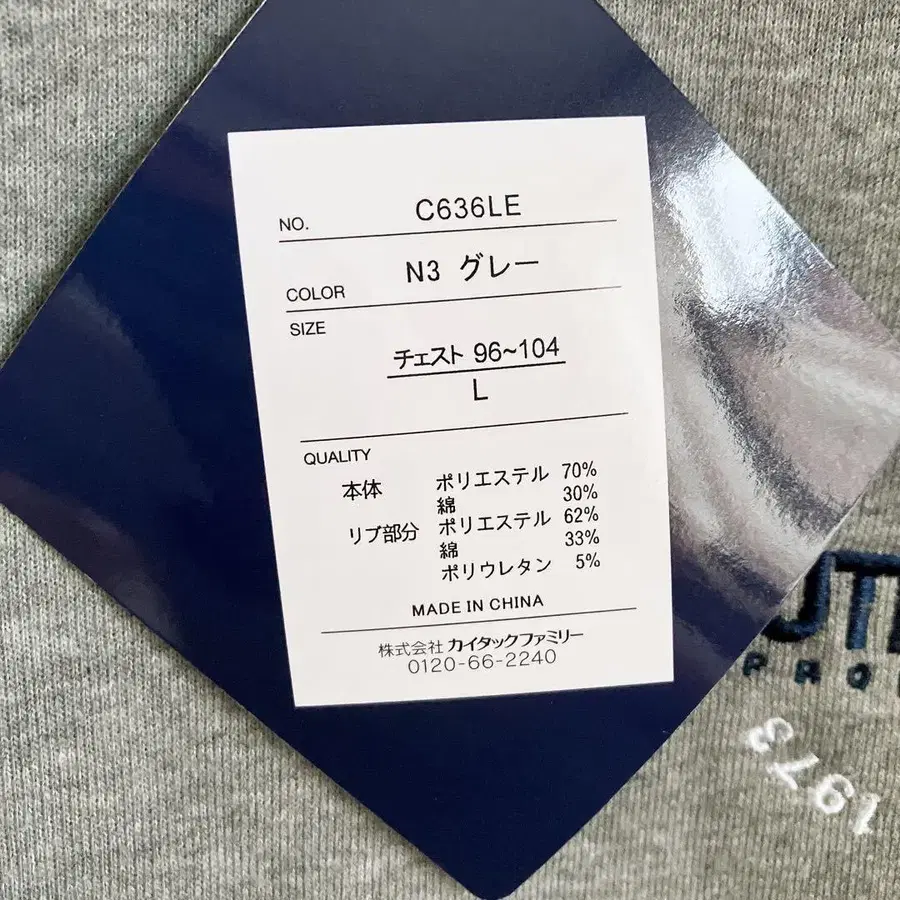 NO. C636LE
COLOR N3 グレー
SIZE
チェスト 96~104
L
QUALITY
本体 ポリエステル 70%
綿 30%
リブ部分 ポリエステル 62%
綿 33%
ポリウレタン 5%
MADE IN CHINA
株式会社 カイタックファミリー
0120-66-2240
1973